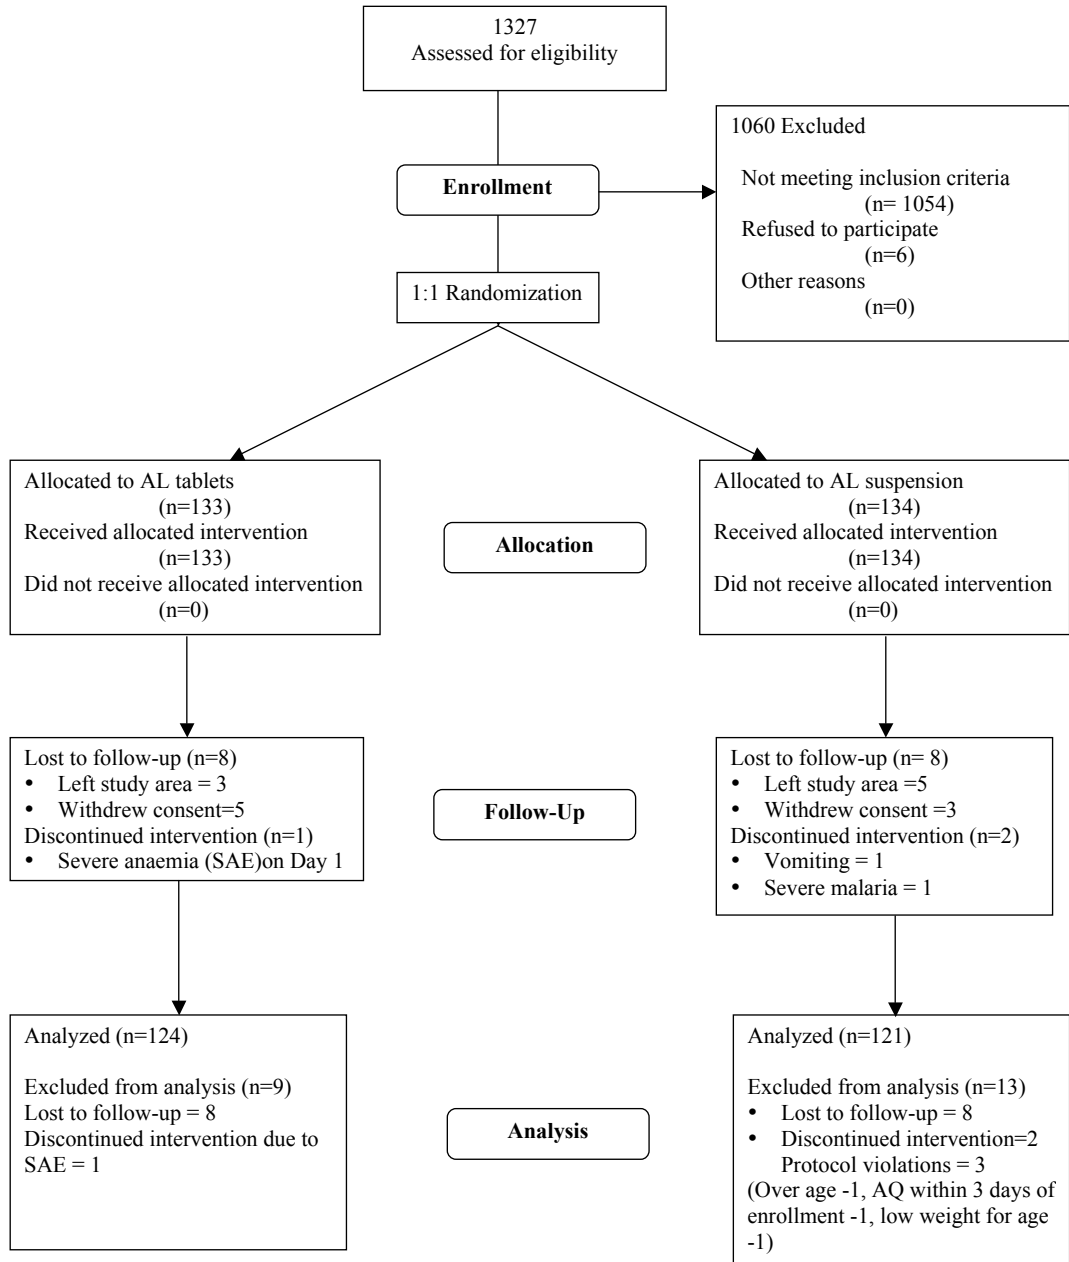 1327
Assessed for eligibility
1060 Excluded
Not meeting inclusion criteria
(n= 1054)
Refused to participate
(n=6)
Other reasons
(n=0)
Enrollment
1:1 Randomization
Allocated to AL tablets
(n=133)
Received allocated intervention
(n=133)
Did not receive allocated intervention
(n=0)
Allocation
Allocated to AL suspension
(n=134)
Received allocated intervention
(n=134)
Did not receive allocated intervention
(n=0)
Lost to follow-up (n=8)
• Left study area = 3
• Withdrew consent=5
Discontinued intervention (n=1)
• Severe anaemia (SAE)on Day 1
Follow-Up
Lost to follow-up (n= 8)
• Left study area =5
• Withdrew consent =3
Discontinued intervention (n=2)
• Vomiting = 1
• Severe malaria = 1
Analyzed (n=124)
Excluded from analysis (n=9)
Lost to follow-up = 8
Discontinued intervention due to
SAE = 1
Analysis
Analyzed (n=121)
Excluded from analysis (n=13)
• Lost to follow-up = 8
• Discontinued intervention=2
Protocol violations = 3
(Over age -1, AQ within 3 days of
enrollment -1, low weight for age
-1)